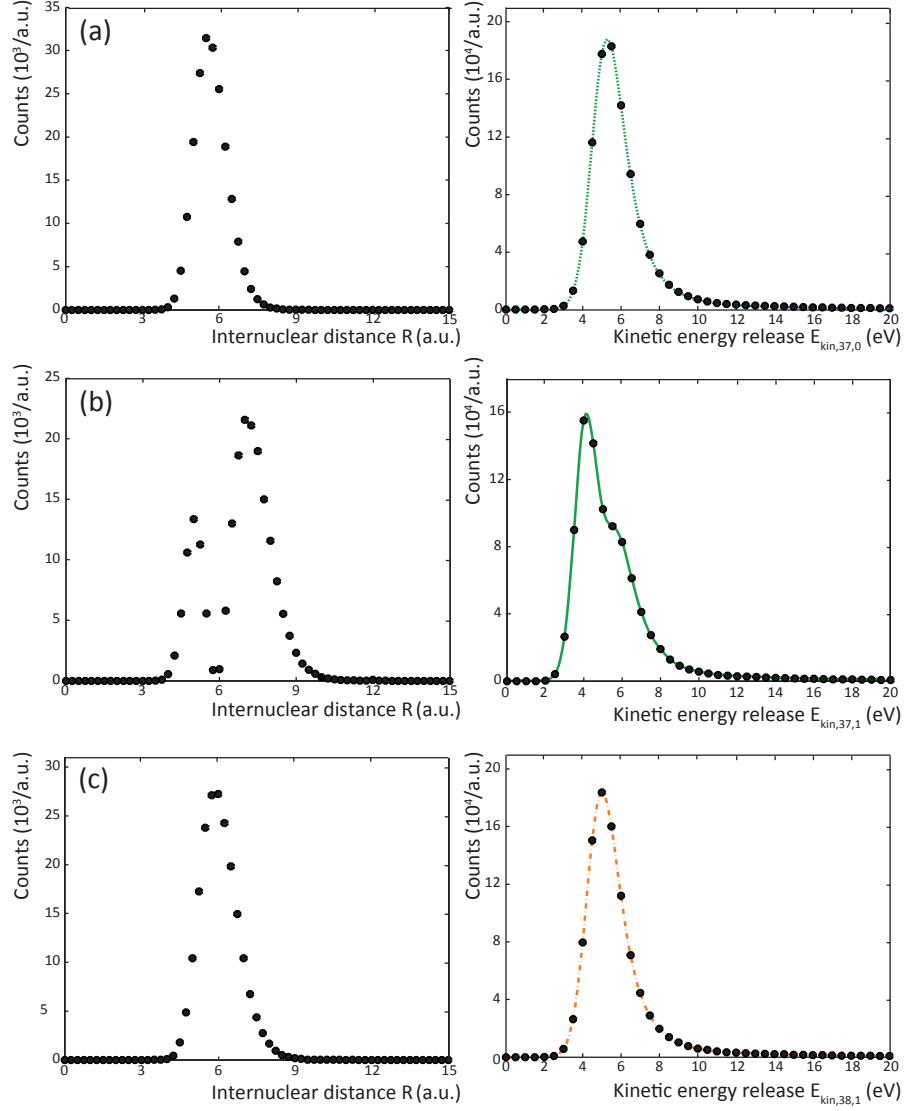 (a)
Counts (10³/a.u.)
35
30
25
20
15
10
5
0
0 3 6 9 12 15
Internuclear distance R (a.u.)
Counts (10⁴/a.u.)
20
16
12
8
4
0
0 2 4 6 8 10 12 14 16 18 20
Kinetic energy release E_kin,37,0 (eV)
(b)
Counts (10³/a.u.)
25
20
15
10
5
0
0 3 6 9 12 15
Internuclear distance R (a.u.)
Counts (10⁴/a.u.)
16
12
8
4
0
0 2 4 6 8 10 12 14 16 18 20
Kinetic energy release E_kin,37,1 (eV)
(c)
Counts (10³/a.u.)
30
25
20
15
10
5
0
0 3 6 9 12 15
Internuclear distance R (a.u.)
Counts (10⁴/a.u.)
20
16
12
8
4
0
0 2 4 6 8 10 12 14 16 18 20
Kinetic energy release E_kin,38,1 (eV)